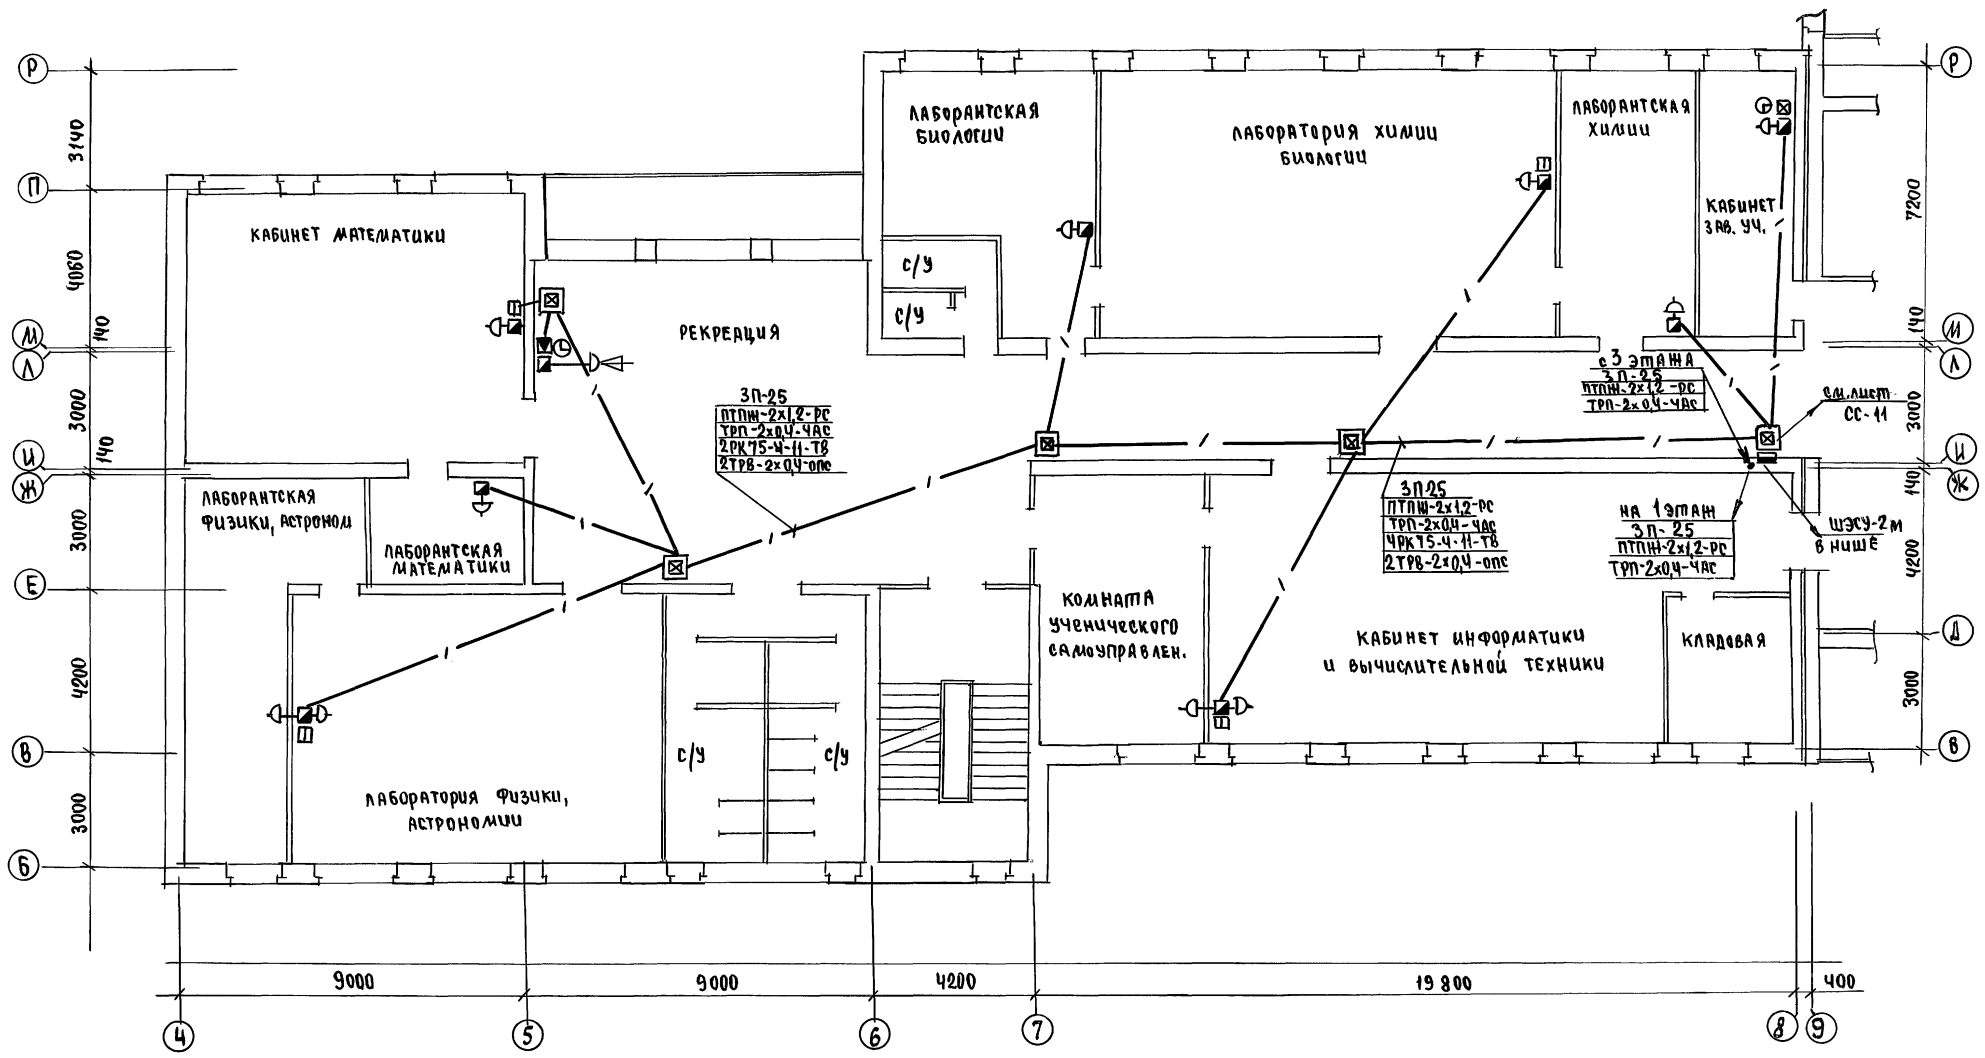 Р
Р
3140
П
4060
140
М
Л
3000
140
И
Ж
3000
Е
4200
В
3000
Б
КАБИНЕТ МАТЕМАТИКИ
РЕКРЕАЦИЯ
ЛАБОРАНТСКАЯ
БИОЛОГИИ
С/У
С/У
ЛАБОРАТОРИЯ ХИМИИ
БИОЛОГИИ
ЛАБОРАНТСКАЯ
ХИМИИ
КАБИНЕТ
ЗАВ. УЧ.
7200
140
М
Л
3000
И
Ж
140
4200
Д
3000
В
3П-25
ПТПЖ-2х1,2-РС
ТРП-2х0,4-ЧАС
2РК75-4-11-ТВ
2ТРВ-2х0,4-ОПС
С 3 ЭТАЖА
3П-25
ПТПЖ-2х1,2-РС
ТРП-2х0,4-ЧАС
СМ. ЛИСТ
СС-11
3П-25
ПТПЖ-2х1,2-РС
ТРП-2х0,4-ЧАС
4РК75-4-11-ТВ
2ТРВ-2х0,4-ОПС
НА 1 ЭТАЖ
3П-25
ПТПЖ-2х1,2-РС
ТРП-2х0,4-ЧАС
ШЭСУ-2М
В НИШЕ
ЛАБОРАНТСКАЯ
ФИЗИКИ, АСТРОНОМ
ЛАБОРАНТСКАЯ
МАТЕМАТИКИ
КОМНАТА
УЧЕНИЧЕСКОГО
САМОУПРАВЛЕН.
КАБИНЕТ ИНФОРМАТИКИ
И ВЫЧИСЛИТЕЛЬНОЙ ТЕХНИКИ
КЛАДОВАЯ
С/У
С/У
ЛАБОРАТОРИЯ ФИЗИКИ,
АСТРОНОМИИ
9000
9000
4200
19800
400
4
5
6
7
8
9